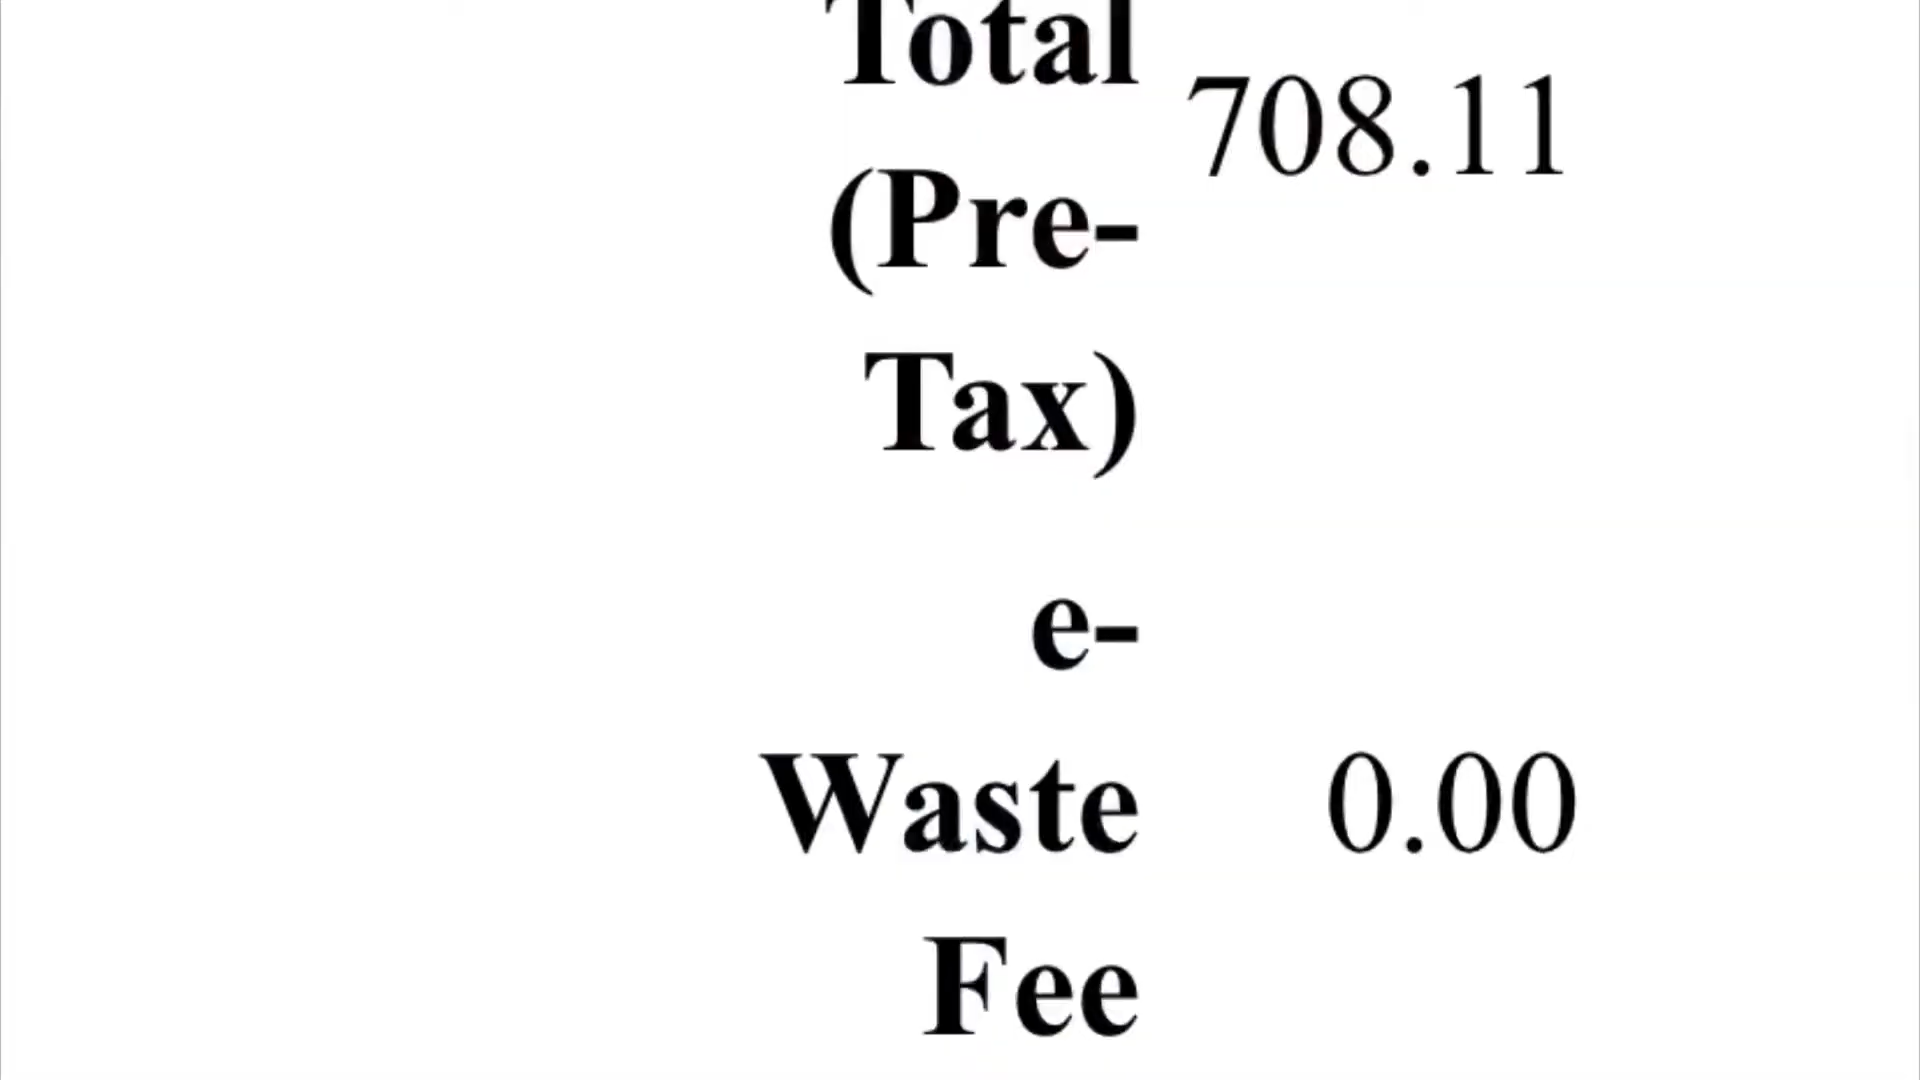 Total
708.11
(Pre-
Tax)
e-
Waste 0.00
Fee